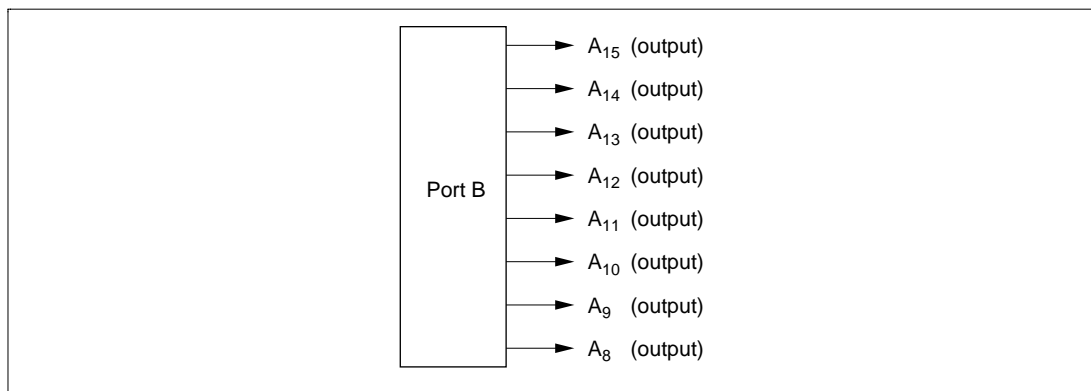 A15 (output)
A14 (output)
A13 (output)
A12 (output)
Port B
A11 (output)
A10 (output)
A9 (output)
A8 (output)